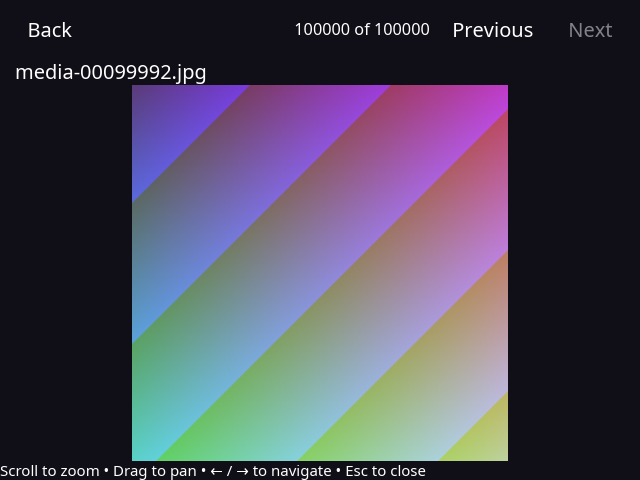 Back 100000 of 100000 Previous Next
media-00099992.jpg
Scroll to zoom • Drag to pan • ← / → to navigate • Esc to close